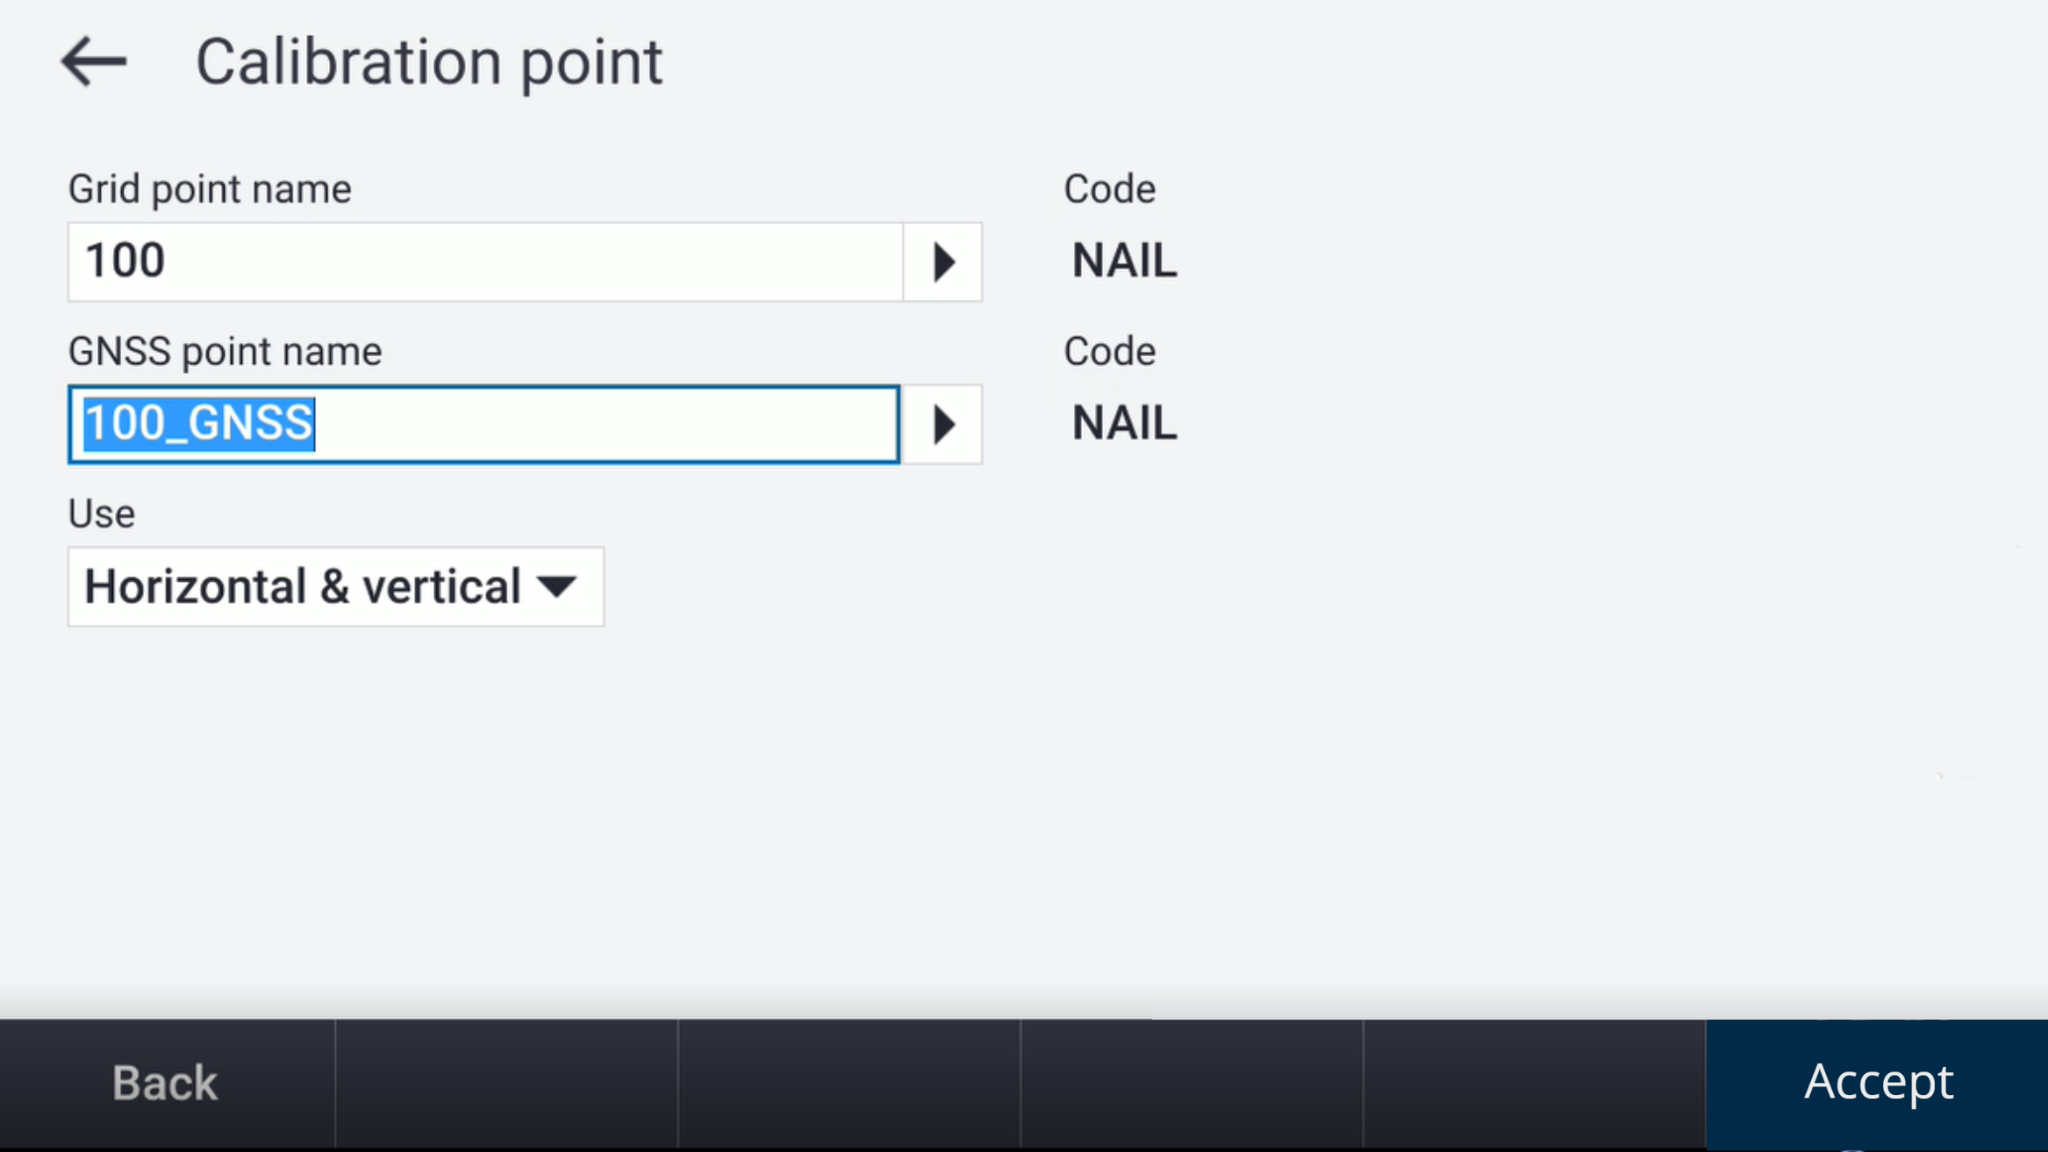 Calibration point
Grid point name
Code
100
NAIL
GNSS point name
Code
100_GNSS
NAIL
Use
Horizontal & vertical
Back
Accept